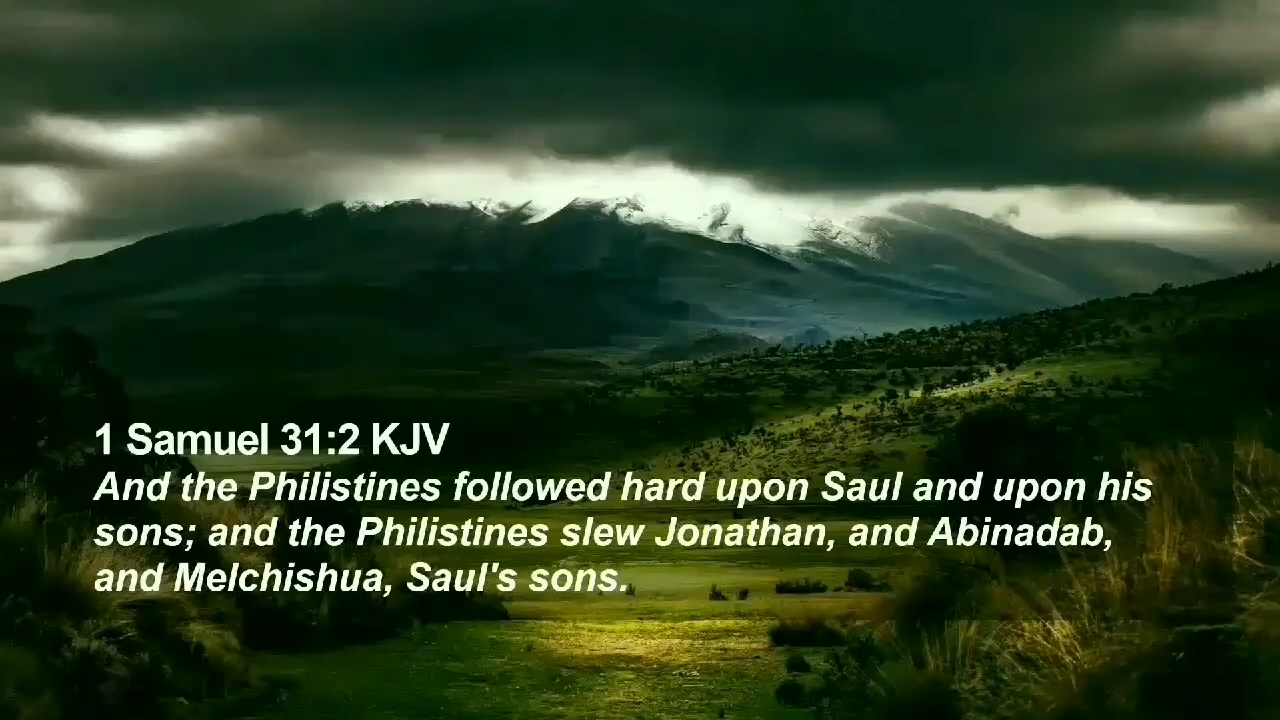 1 Samuel 31:2 KJV
And the Philistines followed hard upon Saul and upon his
sons; and the Philistines slew Jonathan, and Abinadab,
and Melchishua, Saul's sons.